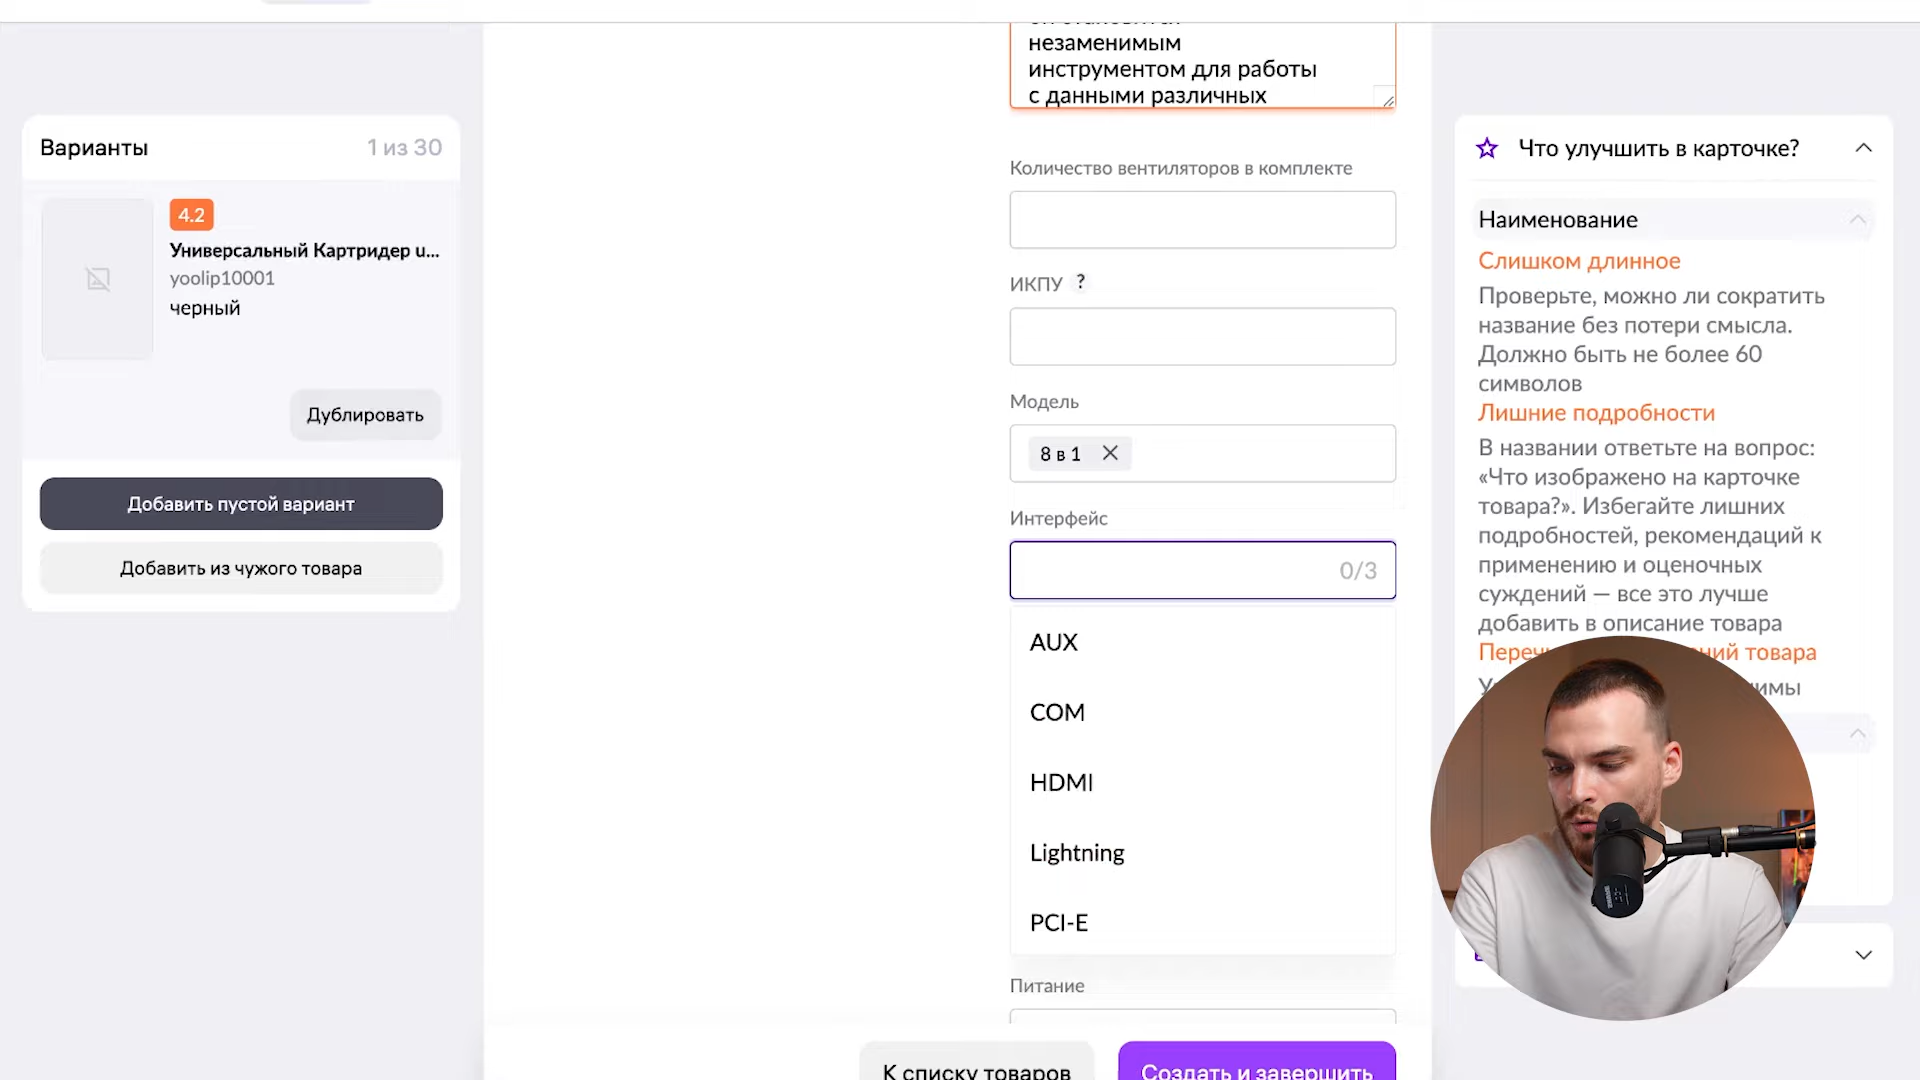 незаменимым
инструментом для работы
с данными различных
Варианты
1 из 30
4.2
Универсальный Картридер u...
yoolip10001
черный
Дублировать
Добавить пустой вариант
Добавить из чужого товара
Количество вентиляторов в комплекте
ИКПУ ?
Модель
8 в 1
Интерфейс
0/3
AUX
COM
HDMI
Lightning
PCI-E
Питание
К списку товаров
Создать и завершить
Что улучшить в карточке?
Наименование
Слишком длинное
Проверьте, можно ли сократить
название без потери смысла.
Должно быть не более 60
символов
Лишние подробности
В названии ответьте на вопрос:
«Что изображено на карточке
товара?». Избегайте лишних
подробностей, рекомендаций к
применению и оценочных
суждений — все это лучше
добавить в описание товара
товара